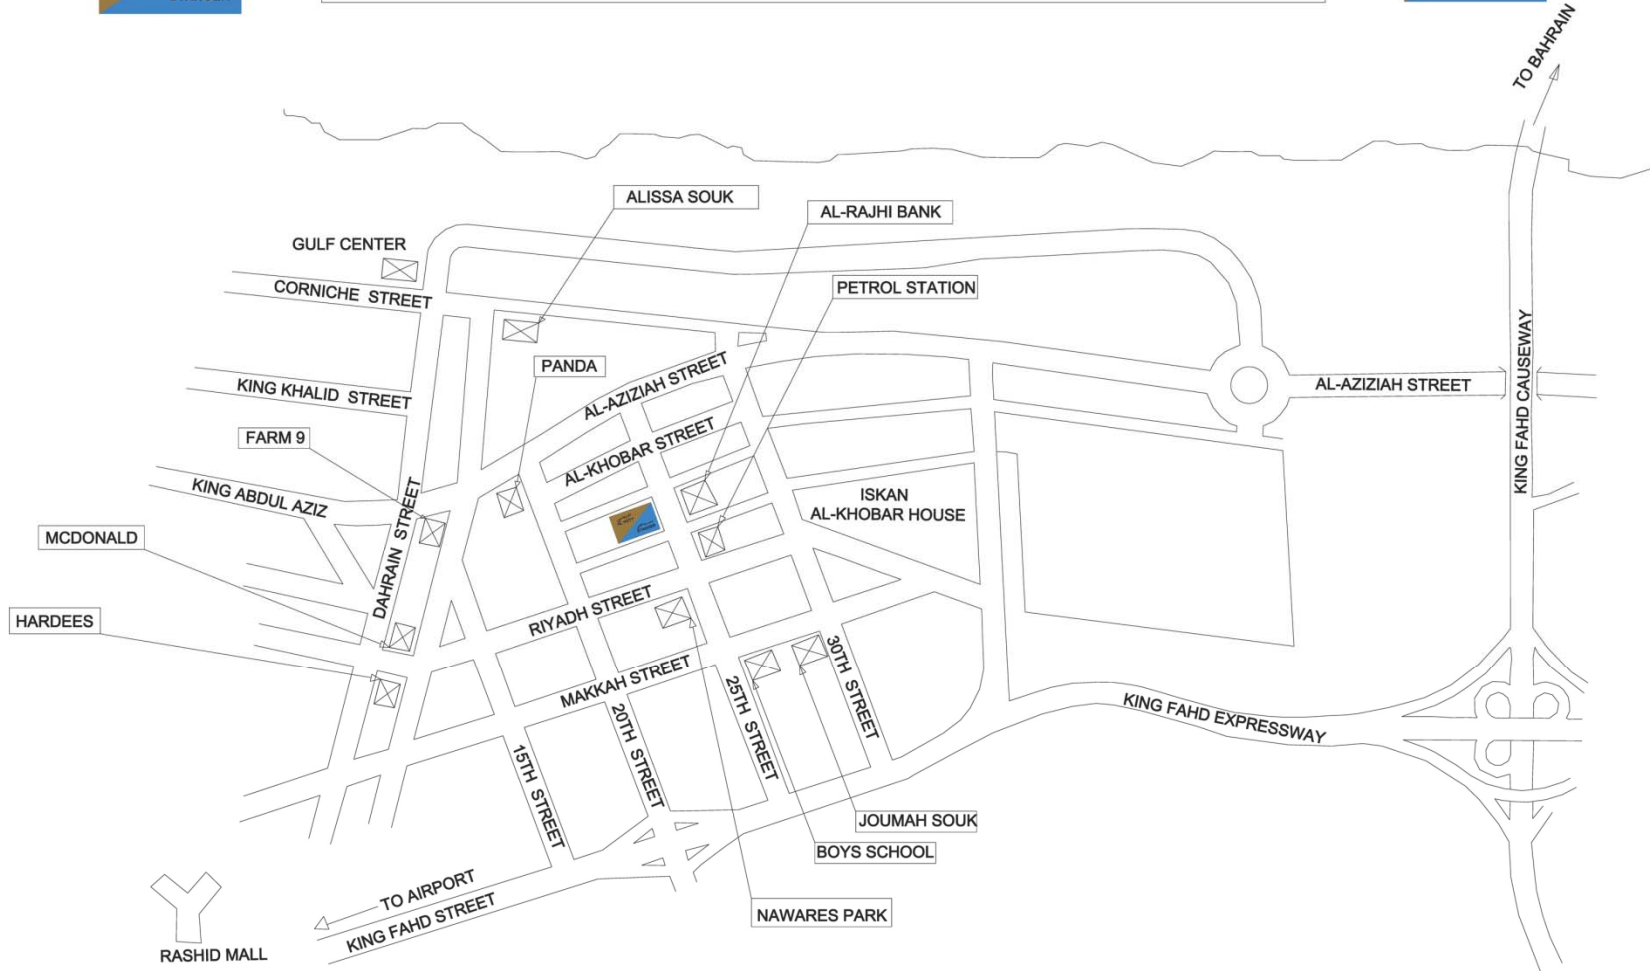 TO BAHRAIN
ALISSA SOUK
AL-RAJHI BANK
GULF CENTER
PETROL STATION
CORNICHE STREET
KING FAHD CAUSEWAY
PANDA
AL-AZIZIAH STREET
AL-AZIZIAH STREET
KING KHALID STREET
FARM 9
AL-KHOBAR STREET
KING ABDUL AZIZ
ISKAN
AL-KHOBAR HOUSE
MCDONALD
DAHRAIN STREET
HARDEES
RIYADH STREET
MAKKAH STREET
30TH STREET
25TH STREET
20TH STREET
15TH STREET
KING FAHD EXPRESSWAY
JOUMAH SOUK
BOYS SCHOOL
NAWARES PARK
TO AIRPORT
KING FAHD STREET
RASHID MALL